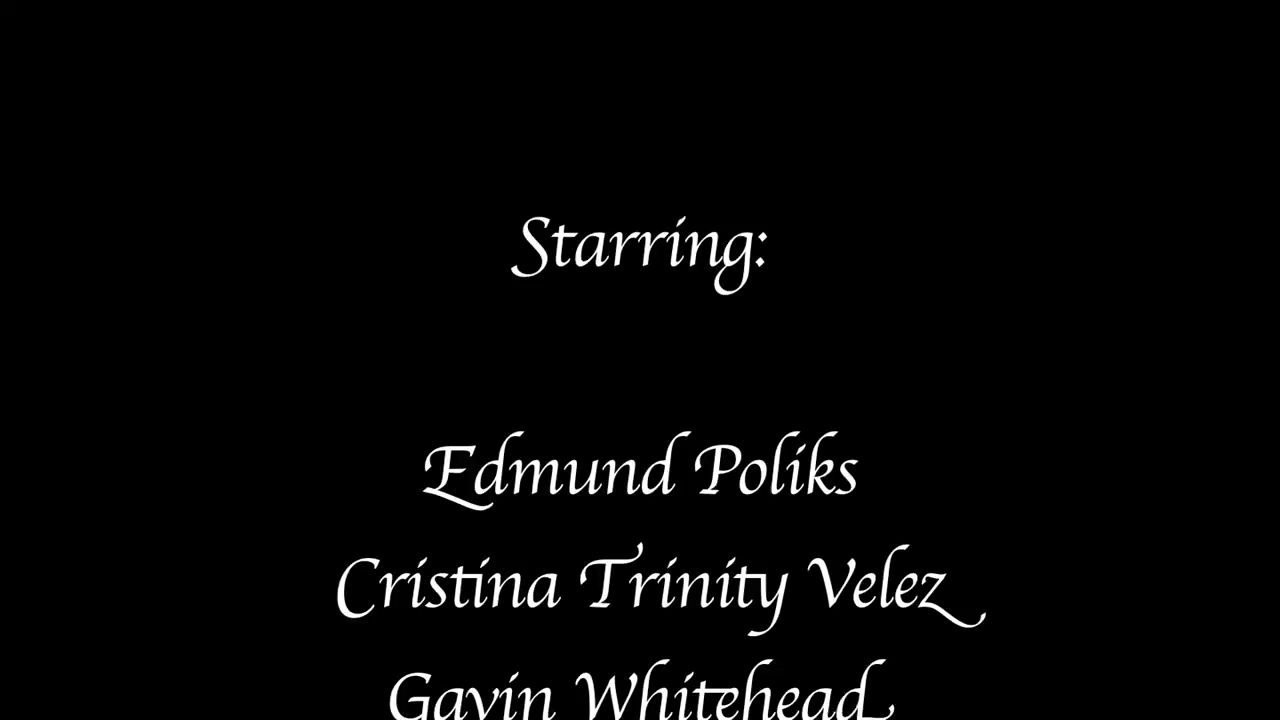 Starring:
Edmund Poliks
Cristina Trinity Velez
Gavin Whitehead